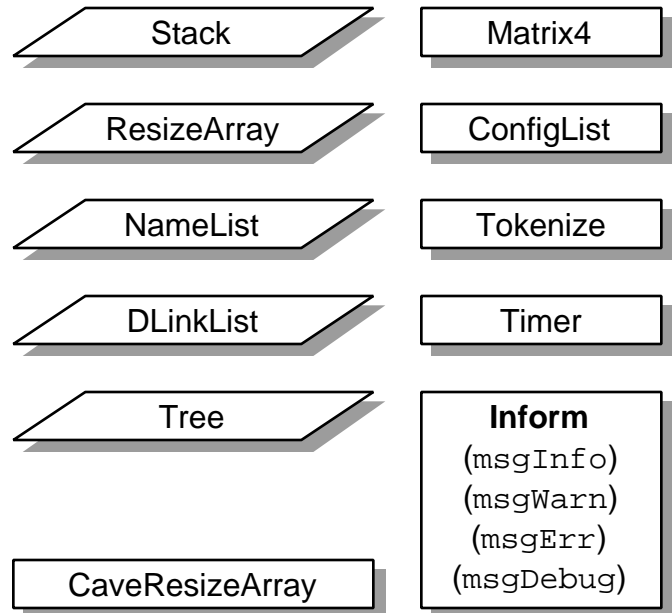 Stack
Matrix4
ResizeArray
ConfigList
NameList
Tokenize
DLinkList
Timer
Tree
Inform
(msgInfo)
(msgWarn)
(msgErr)
(msgDebug)
CaveResizeArray